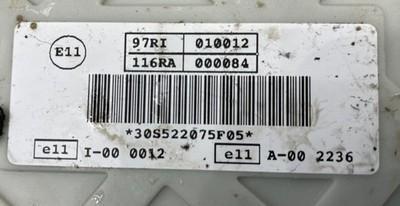 E11
97RI 010012
116RA 000084
*30S522075F05*
e11 I-00 0012 e11 A-00 2236